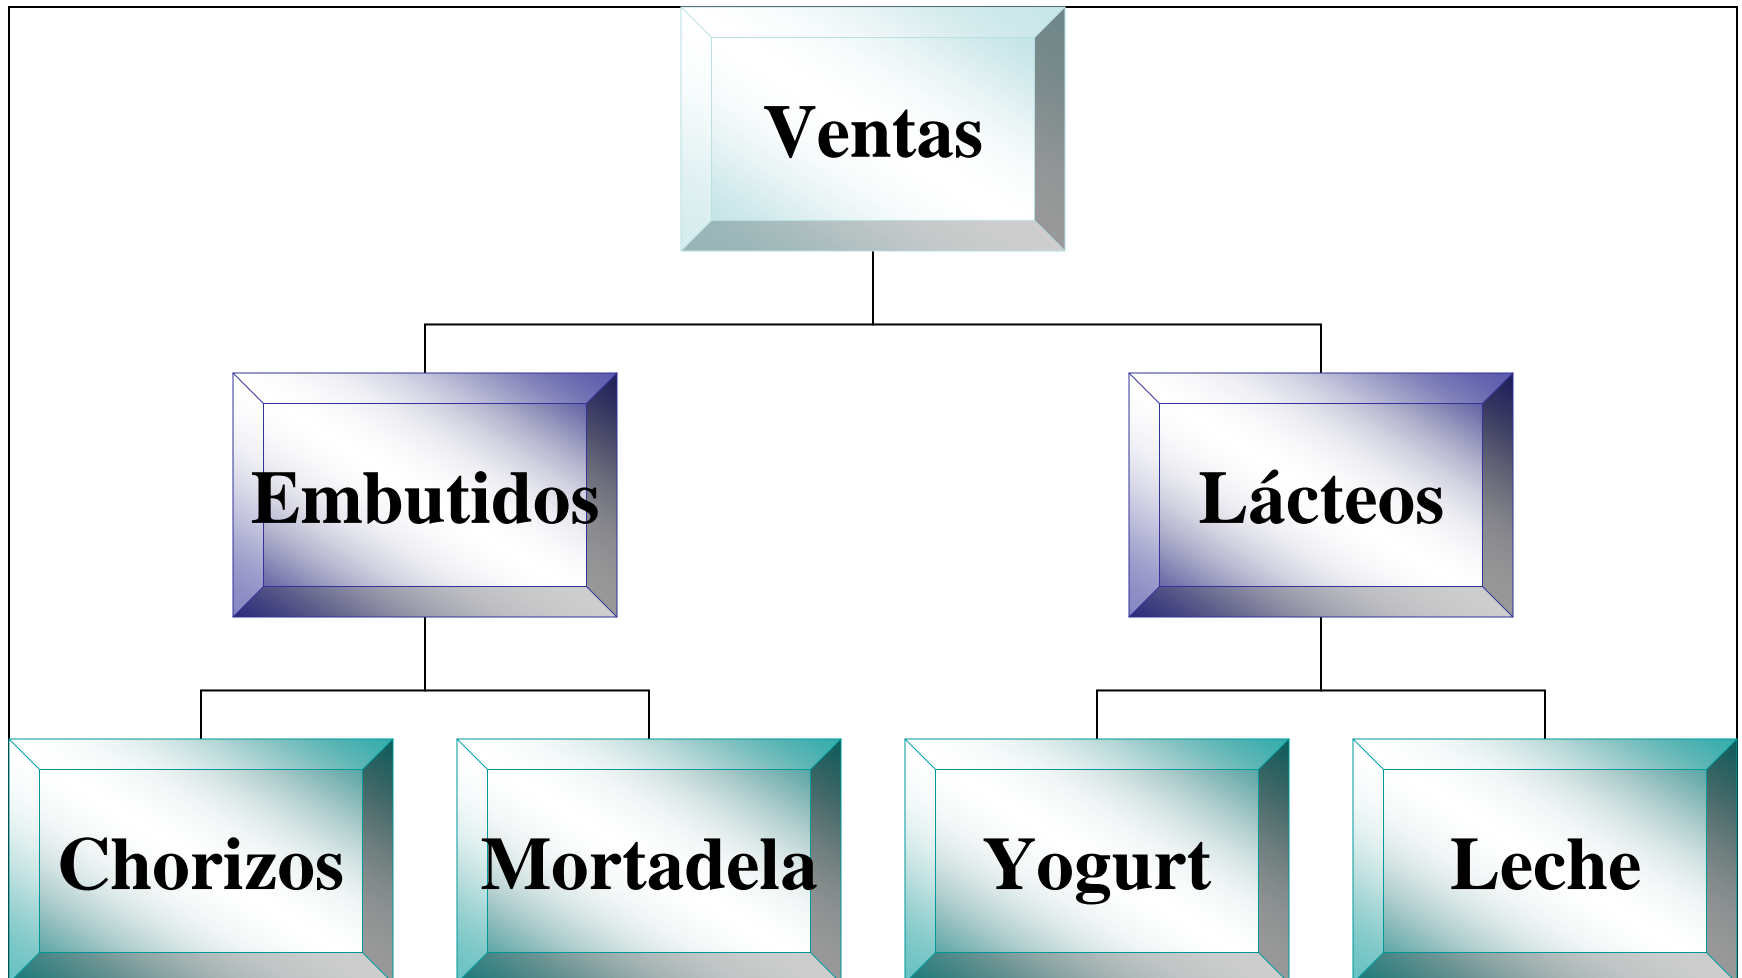 Ventas
Embutidos
Lácteos
Chorizos
Mortadela
Yogurt
Leche